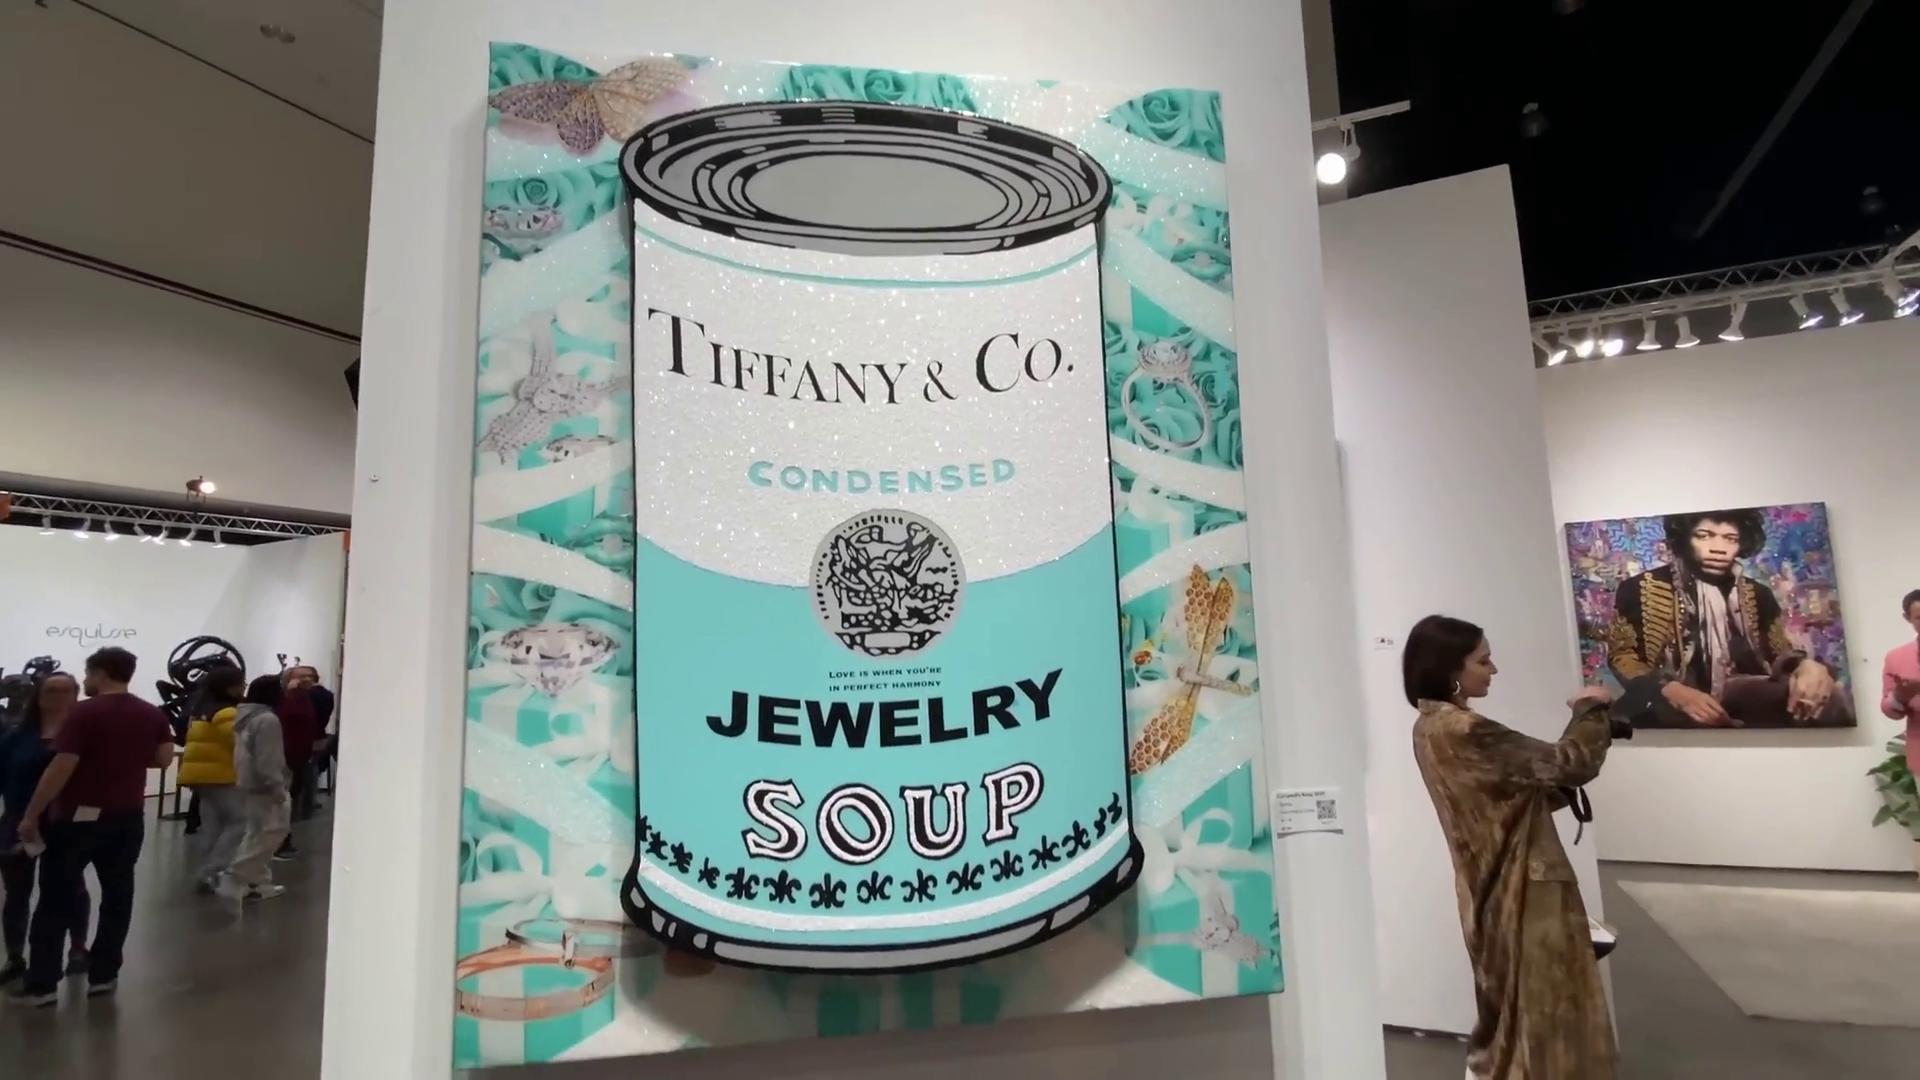 TIFFANY & CO.
CONDENSED
LOVE IS WHEN YOU'RE
IN PERFECT HARMONY
JEWELRY
SOUP
esquisse